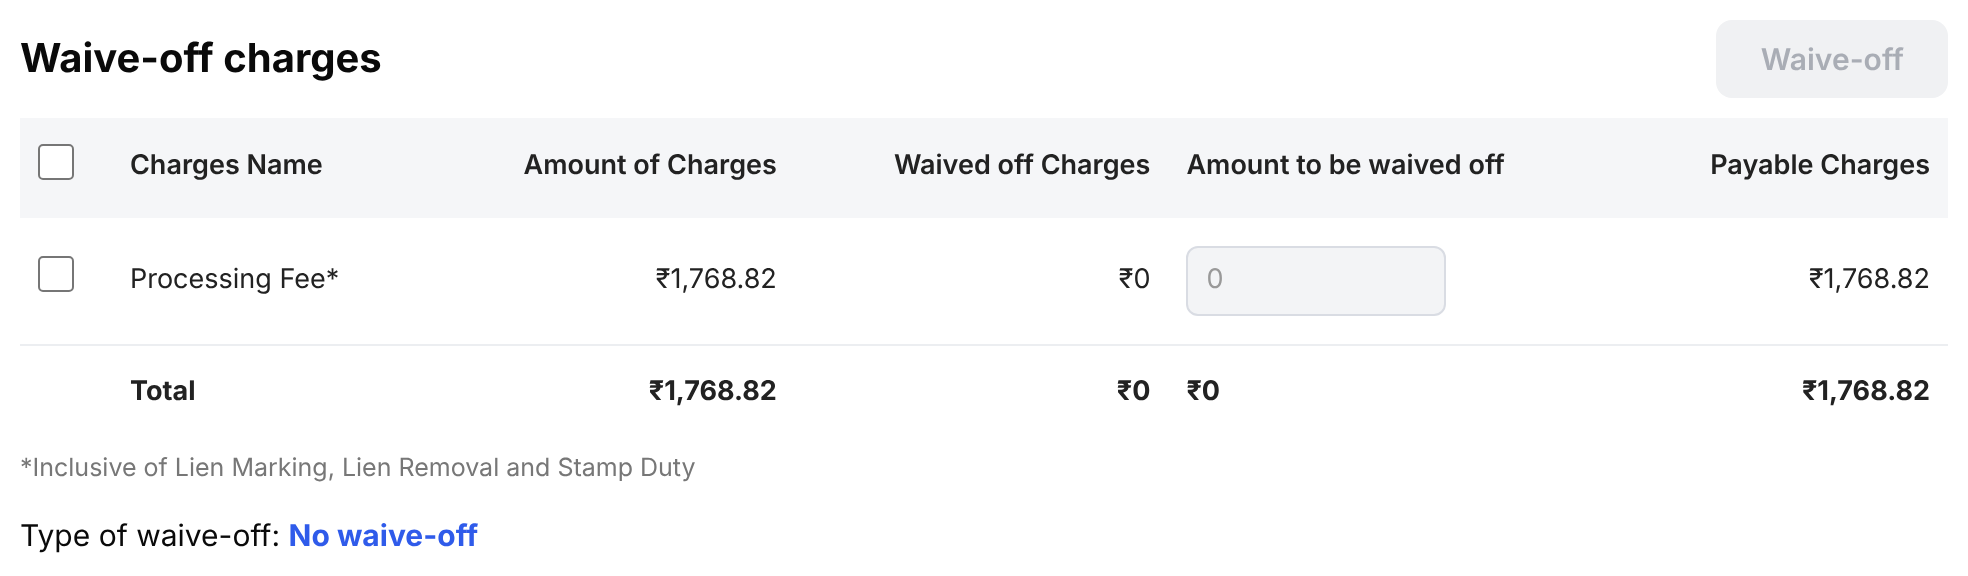 Waive-off charges
Waive-off
Charges Name Amount of Charges Waived off Charges Amount to be waived off Payable Charges
Processing Fee* ₹1,768.82 ₹0 0 ₹1,768.82
Total ₹1,768.82 ₹0 ₹0 ₹1,768.82
*Inclusive of Lien Marking, Lien Removal and Stamp Duty
Type of waive-off: No waive-off